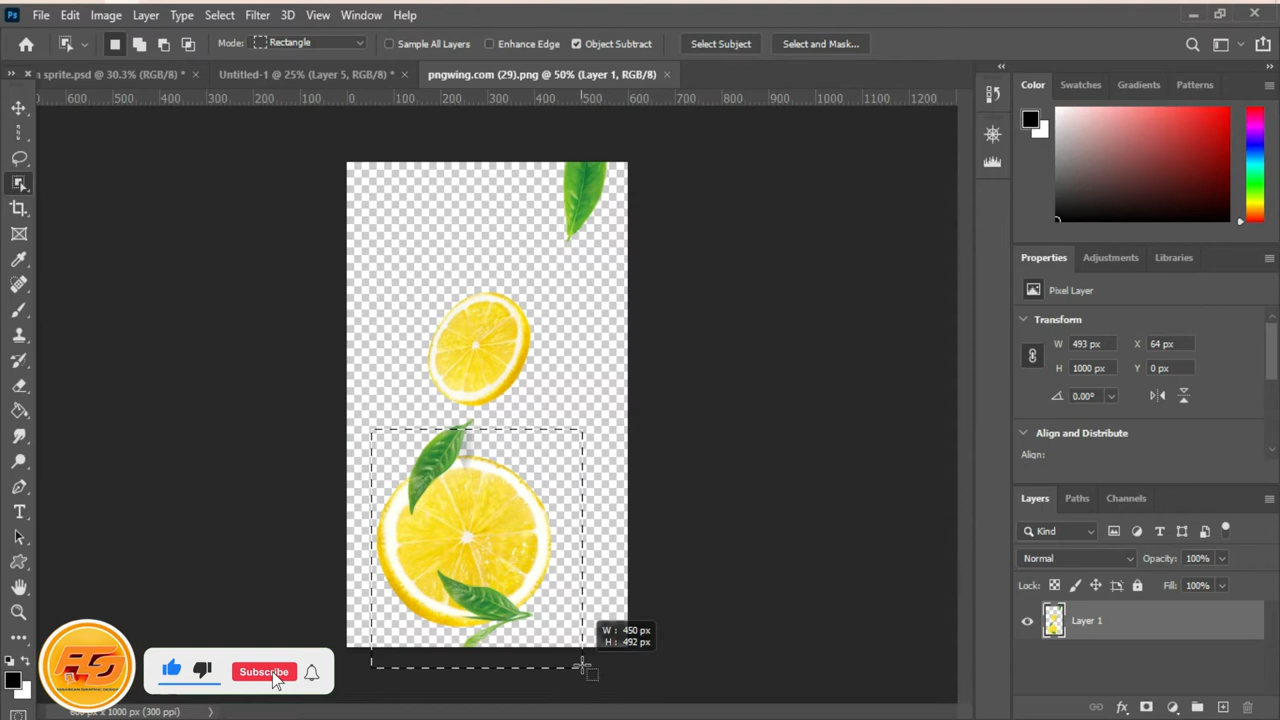 Ps File Edit Image Layer Type Select Filter 3D View Window Help
Mode: Rectangle Sample All Layers Enhance Edge Object Subtract Select Subject Select and Mask...
n sprite.psd @ 30.3% (RGB/8) * × Untitled-1 @ 25% (Layer 5, RGB/8) * × pngwing.com (29).png @ 50% (Layer 1, RGB/8) ×
600 500 400 300 200 100 0 100 200 300 400 500 600 700 800 900 1000 1100 1200
Color Swatches Gradients Patterns
Properties Adjustments Libraries
Pixel Layer
Transform
W 493 px X 64 px
H 1000 px Y 0 px
0.00°
Align and Distribute
Align:
Layers Paths Channels
Kind
Normal Opacity: 100%
Lock: Fill: 100%
Layer 1
W : 450 px
H : 492 px
Subscribe
px x 1000 px (300 ppi)